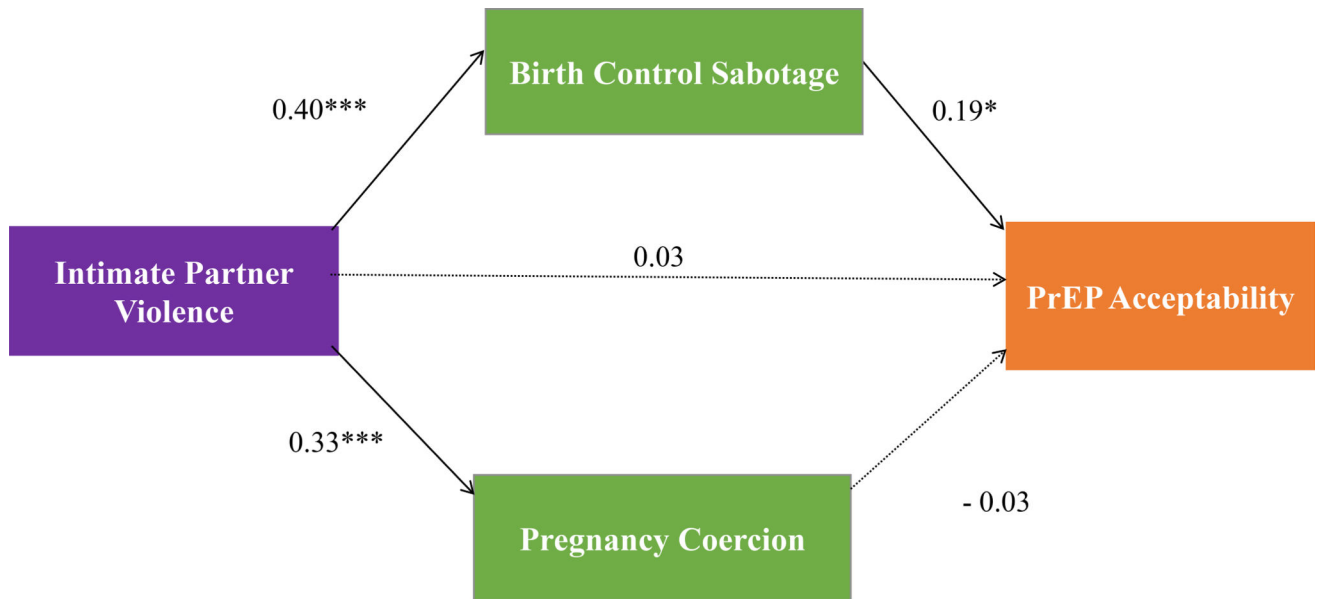 Birth Control Sabotage
0.40***
0.19*
Intimate Partner
Violence
0.03
PrEP Acceptability
0.33***
- 0.03
Pregnancy Coercion